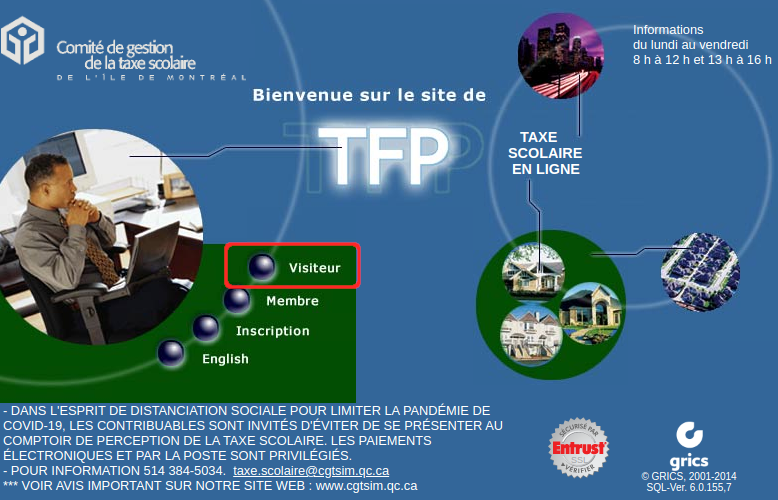 Comité de gestion
de la taxe scolaire
DE L'ÎLE DE MONTRÉAL
Informations
du lundi au vendredi
8 h à 12 h et 13 h à 16 h
Bienvenue sur le site de
TFP
TAXE
SCOLAIRE
EN LIGNE
Visiteur
Membre
Inscription
English
- DANS L'ESPRIT DE DISTANCIATION SOCIALE POUR LIMITER LA PANDÉMIE DE
COVID-19, LES CONTRIBUABLES SONT INVITÉS D'ÉVITER DE SE PRÉSENTER AU
COMPTOIR DE PERCEPTION DE LA TAXE SCOLAIRE. LES PAIEMENTS
ÉLECTRONIQUES ET PAR LA POSTE SONT PRIVILÉGIÉS.
- POUR INFORMATION 514 384-5034. taxe.scolaire@cgtsim.qc.ca
*** VOIR AVIS IMPORTANT SUR NOTRE SITE WEB : www.cgtsim.qc.ca
SÉCURISÉ PAR
Entrust
SSL
VÉRIFIER
grics
© GRICS, 2001-2014
SQL-Ver. 6.0.155,7